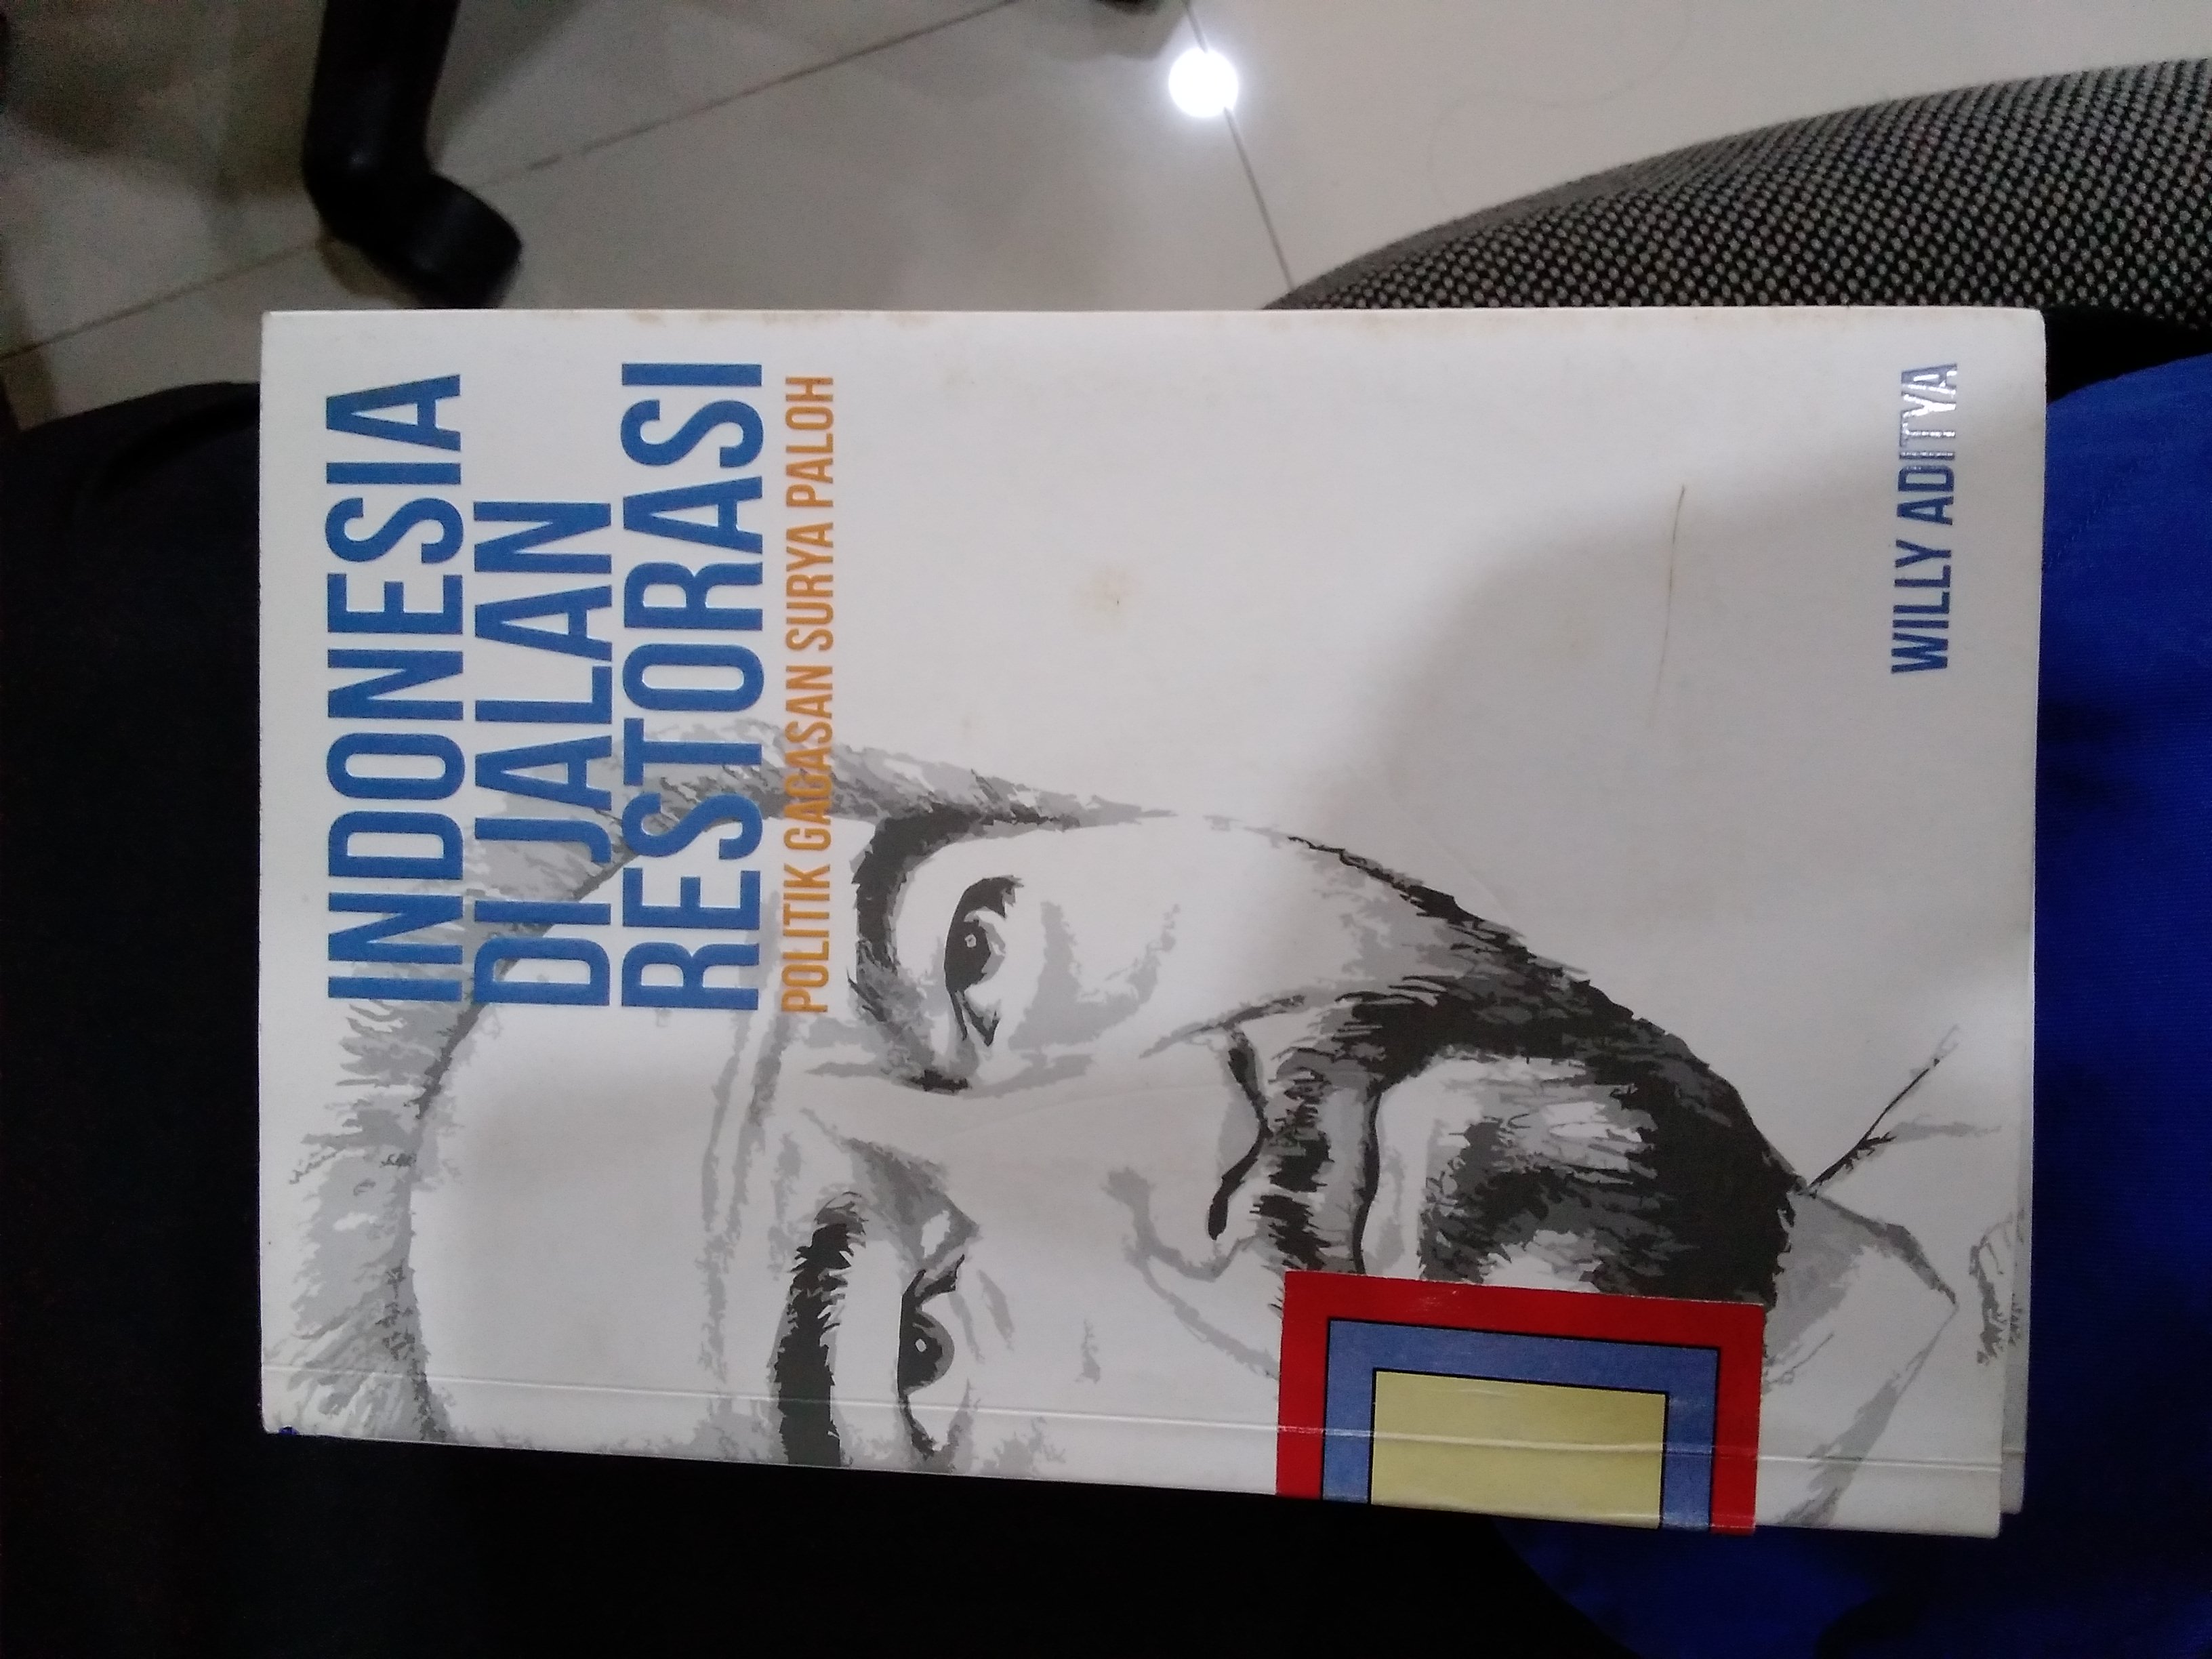 INDONESIA
DI JALAN
RESTORASI
POLITIK GAGASAN SURYA PALOH
WILLY ADITYA